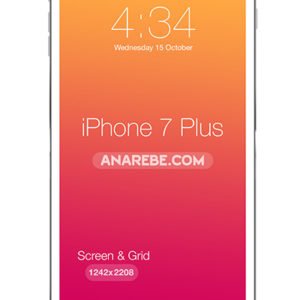 4:34
Wednesday 15 October
iPhone 7 Plus
ANAREBE.COM
Screen & Grid
1242x2208